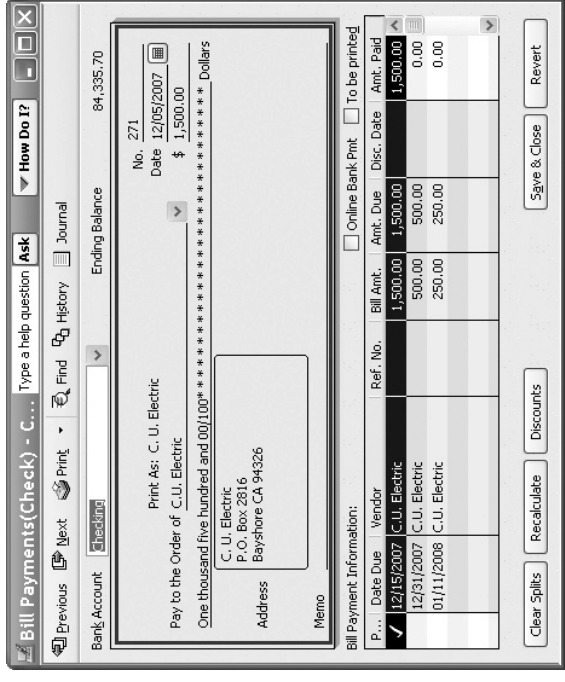 Bill Payments(Check) - C... Type a help question Ask How Do I?
Previous Next Print Find History Journal
Bank Account Checking Ending Balance 84,335.70
No. 271
Print As: C. U. Electric Date 12/05/2007
Pay to the Order of C.U. Electric $ 1,500.00
One thousand five hundred and 00/100* * * * * * * * * * * * * * * * * * * * * * * * * * * * * * * * * * * Dollars
C. U. Electric
P.O. Box 2816
Address Bayshore CA 94326
Memo
Bill Payment Information: Online Bank Pmt To be printed
P... Date Due Vendor Ref. No. Bill Amt. Amt. Due Disc. Date Amt. Paid
12/15/2007 C.U. Electric 1,500.00 1,500.00 1,500.00
12/31/2007 C.U. Electric 500.00 500.00 0.00
01/11/2008 C.U. Electric 250.00 250.00 0.00
Clear Splits Recalculate Discounts Save & Close Revert